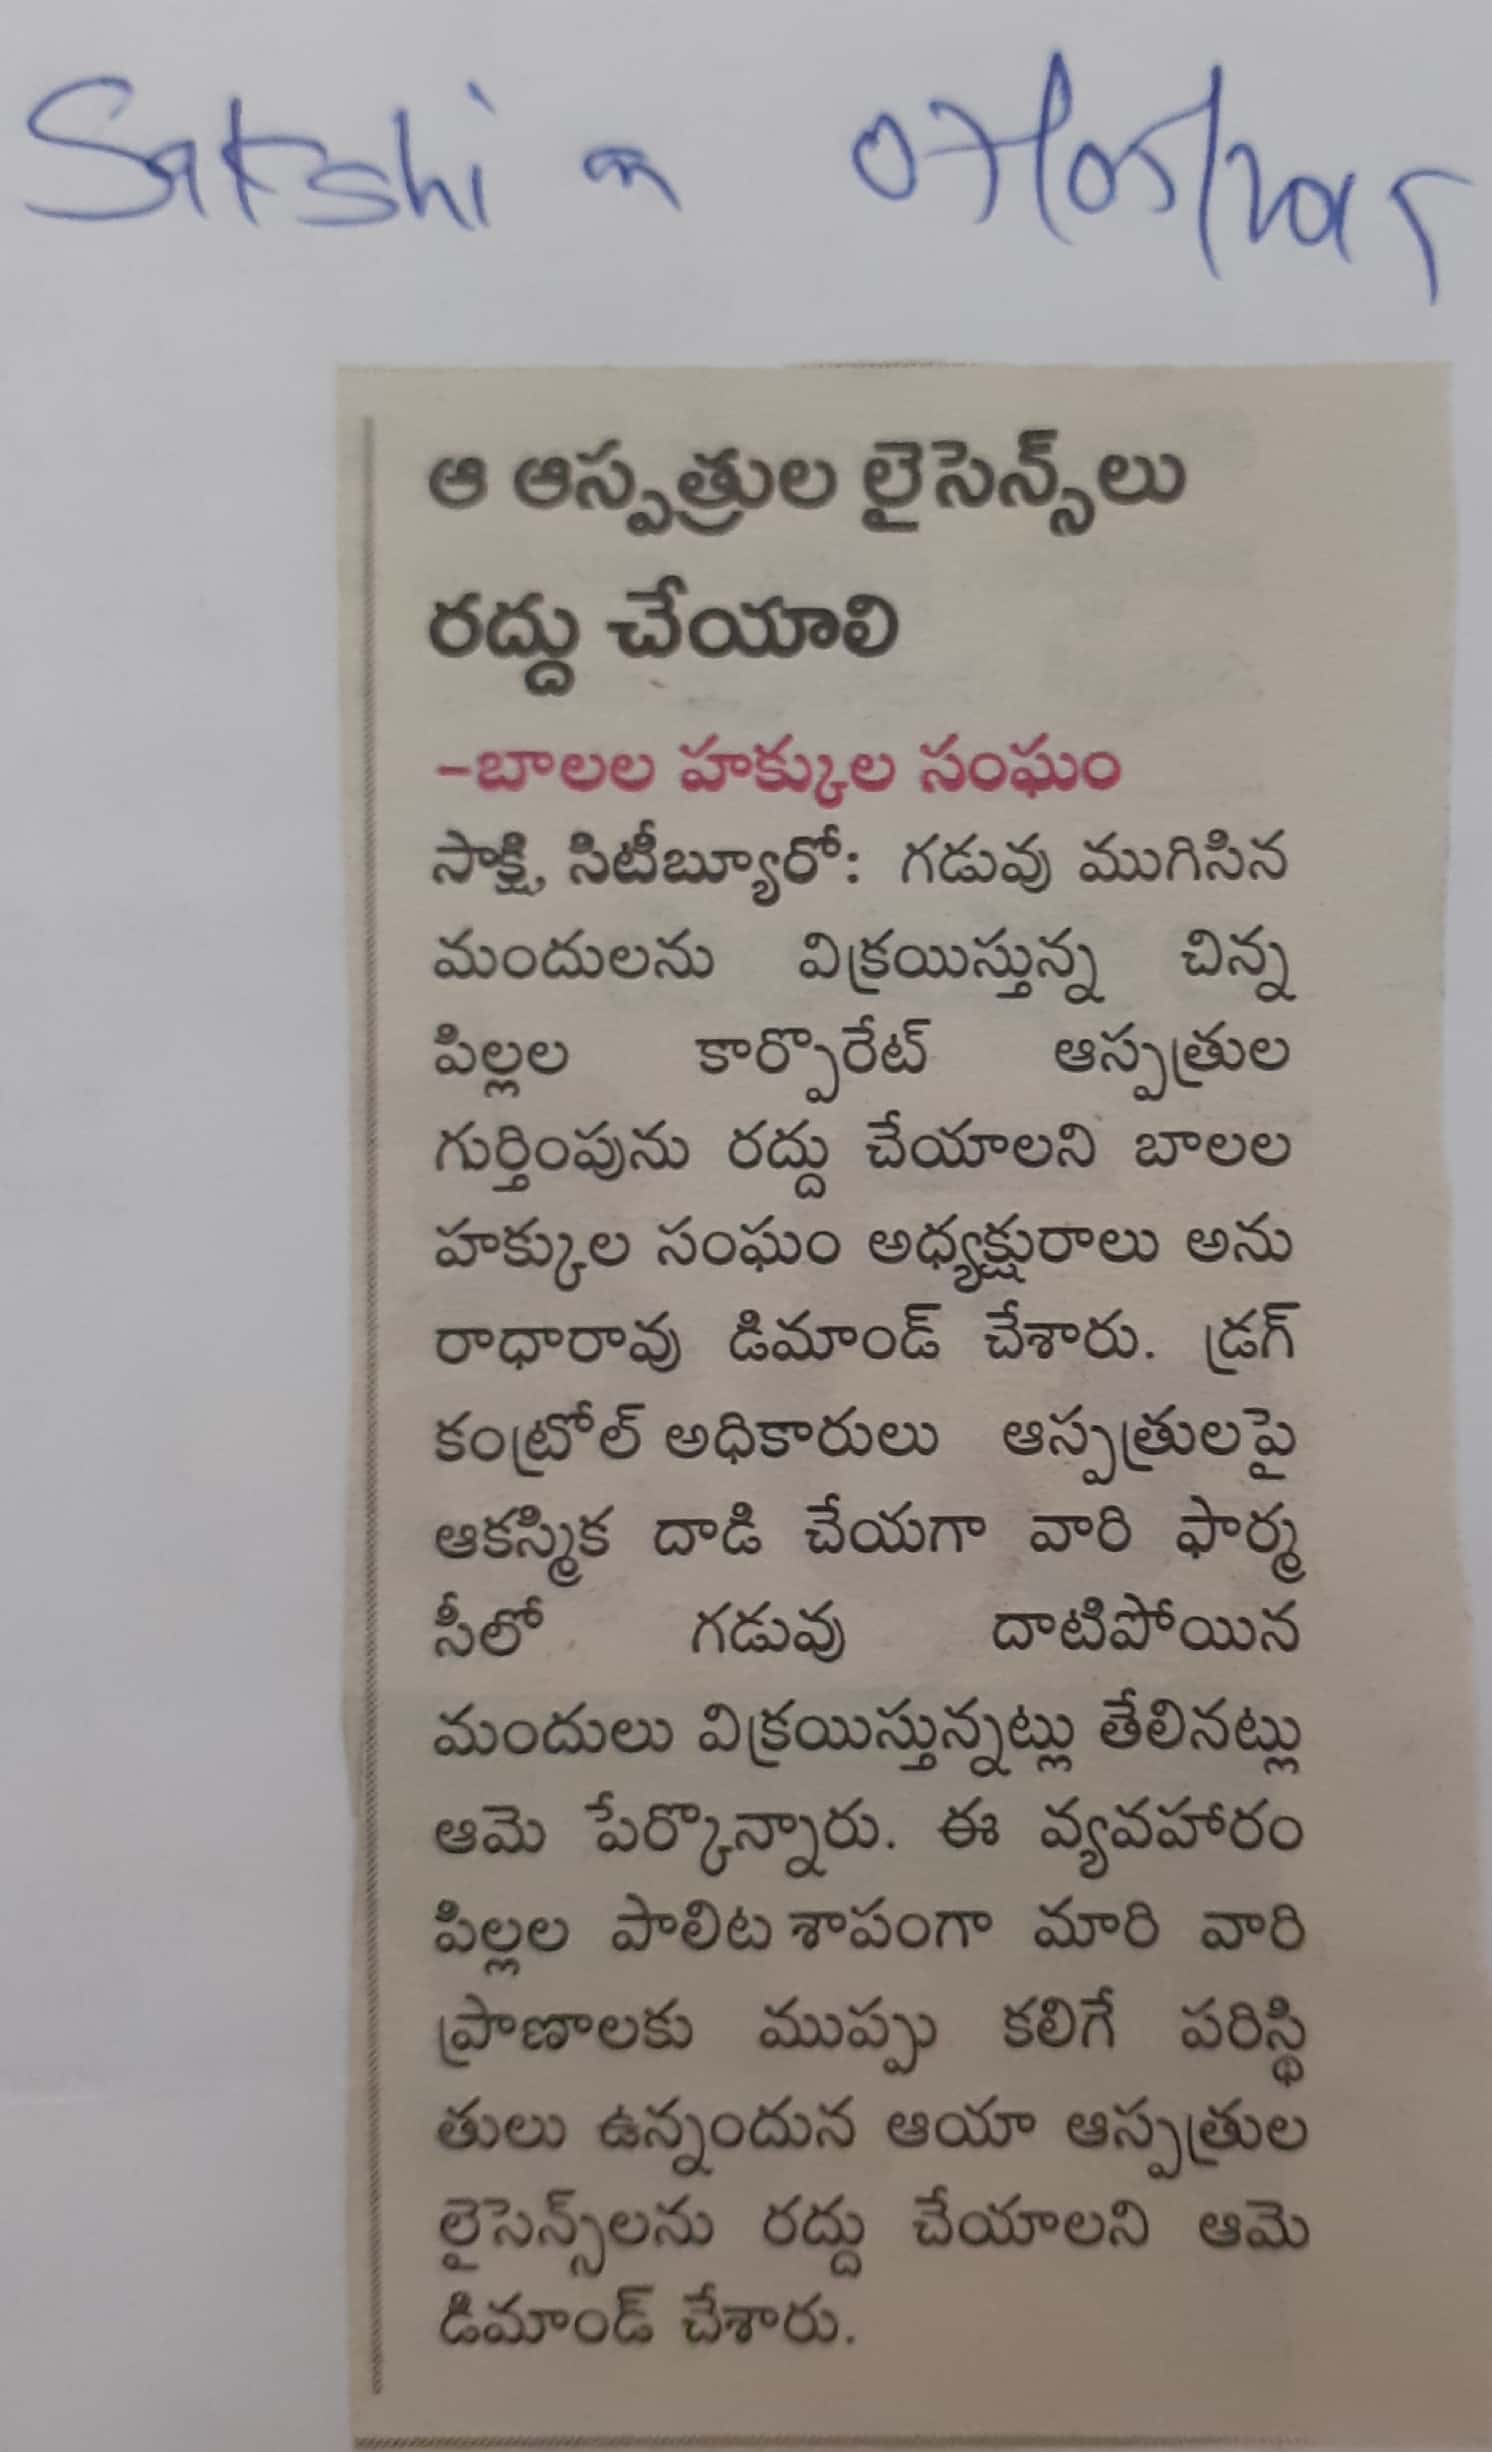 Sakshi on 07/05/2015
ఆ ఆస్పత్రుల లైసెన్స్‌లు
రద్దు చేయాలి
-బాలల హక్కుల సంఘం
సాక్షి, సిటీబ్యూరో: గడువు ముగిసిన
మందులను విక్రయిస్తున్న చిన్న
పిల్లల కార్పొరేట్ ఆస్పత్రుల
గుర్తింపును రద్దు చేయాలని బాలల
హక్కుల సంఘం అధ్యక్షురాలు అను
రాధారావు డిమాండ్ చేశారు. డ్రగ్
కంట్రోల్ అధికారులు ఆస్పత్రులపై
ఆకస్మిక దాడి చేయగా వారి ఫార్మ
సీలో గడువు దాటిపోయిన
మందులు విక్రయిస్తున్నట్లు తేలినట్లు
ఆమె పేర్కొన్నారు. ఈ వ్యవహారం
పిల్లల పాలిట శాపంగా మారి వారి
ప్రాణాలకు ముప్పు కలిగే పరిస్థి
తులు ఉన్నందున ఆయా ఆస్పత్రుల
లైసెన్స్‌లను రద్దు చేయాలని ఆమె
డిమాండ్ చేశారు.